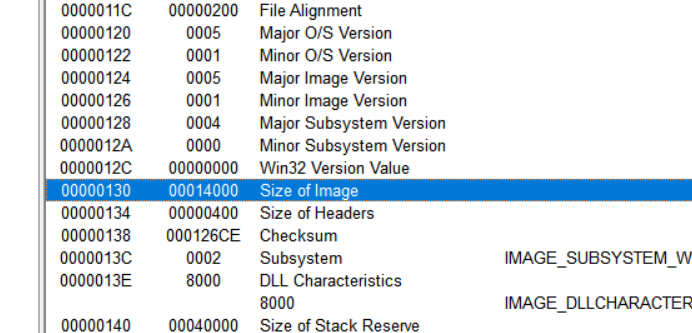 0000011C 00000200 File Alignment
00000120 0005 Major O/S Version
00000122 0001 Minor O/S Version
00000124 0005 Major Image Version
00000126 0001 Minor Image Version
00000128 0004 Major Subsystem Version
0000012A 0000 Minor Subsystem Version
0000012C 00000000 Win32 Version Value
00000130 00014000 Size of Image
00000134 00000400 Size of Headers
00000138 000126CE Checksum
0000013C 0002 Subsystem IMAGE_SUBSYSTEM_W
0000013E 8000 DLL Characteristics
8000 IMAGE_DLLCHARACTER
00000140 00040000 Size of Stack Reserve